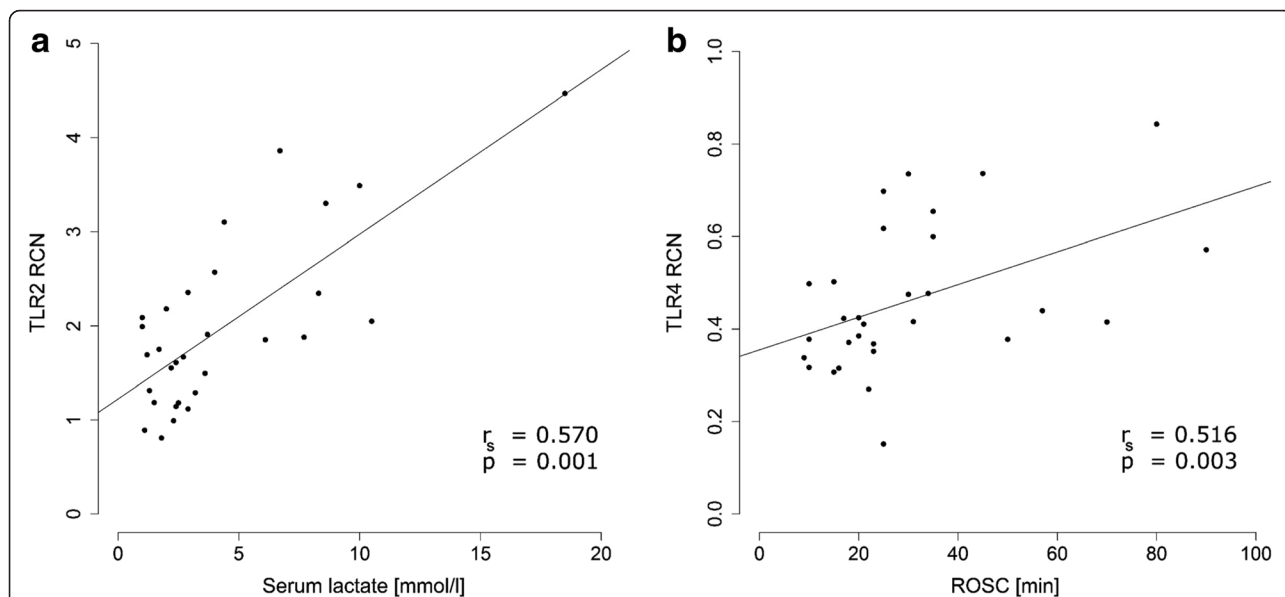 a
TLR2 RCN
5
4
3
2
1
0
r_s = 0.570
p = 0.001
0 5 10 15 20
Serum lactate [mmol/l]
b
TLR4 RCN
1.0
0.8
0.6
0.4
0.2
0.0
r_s = 0.516
p = 0.003
0 20 40 60 80 100
ROSC [min]